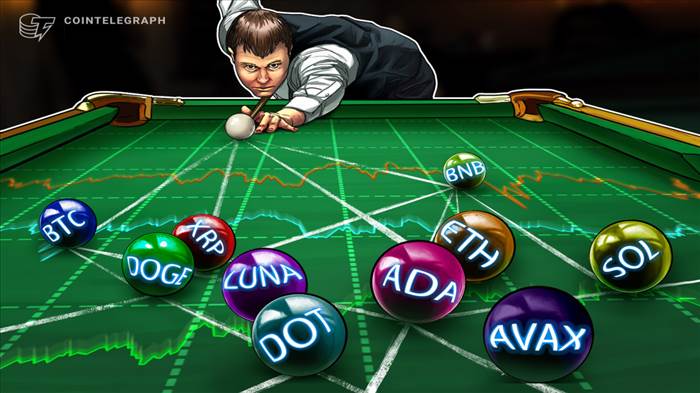 COINTELEGRAPH
BNB
BTC
XRP
DOGE
ETH
SOL
LUNA
ADA
DOT
AVAX